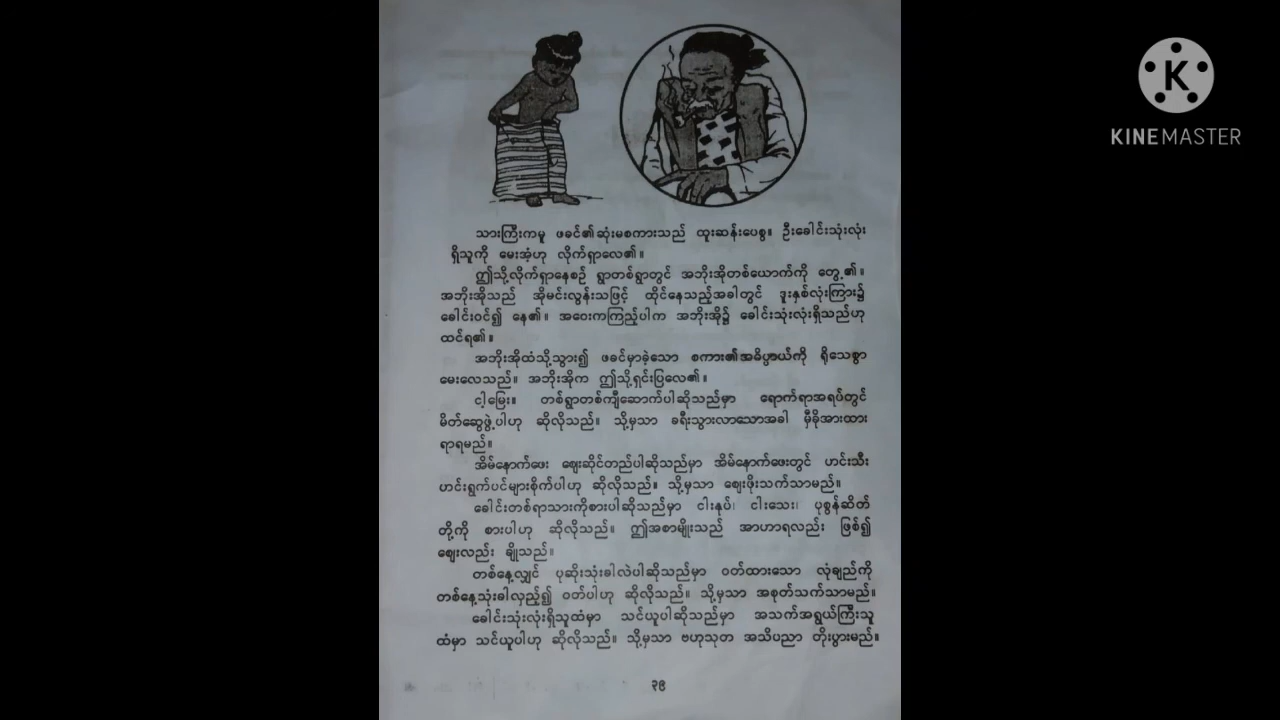 KINEMASTER
သားကြီးကမူ ဖခင်၏ဆုံးမစကားသည် ထူးဆန်းပေစွ။ ဦးခေါင်းသုံးလုံး
ရှိသူကို မေးအံ့ဟု လိုက်ရှာလေ၏။
ဤသို့လိုက်ရှာနေစဉ် ရွာတစ်ရွာတွင် အဘိုးအိုတစ်ယောက်ကို တွေ့၏။
အဘိုးအိုသည် အိုမင်းလွန်းသဖြင့် ထိုင်နေသည့်အခါတွင် ဒူးနှစ်လုံးကြား၌
ခေါင်းဝင်၍ နေ၏။ အဝေးကကြည့်ပါက အဘိုးအို၌ ခေါင်းသုံးလုံးရှိသည်ဟု
ထင်ရ၏။
အဘိုးအိုထံသို့သွား၍ ဖခင်မှာခဲ့သော စကား၏အဓိပ္ပာယ်ကို ရိုသေစွာ
မေးလေသည်။ အဘိုးအိုက ဤသို့ရှင်းပြလေ၏။
ငါ့မြေး။ တစ်ရွာတစ်ကျီဆောက်ပါဆိုသည်မှာ ရောက်ရာအရပ်တွင်
မိတ်ဆွေဖွဲ့ပါဟု ဆိုလိုသည်။ သို့မှသာ ခရီးသွားလာသောအခါ မှီခိုအားထား
ရာရမည်။
အိမ်နောက်ဖေး ဈေးဆိုင်တည်ပါဆိုသည်မှာ အိမ်နောက်ဖေးတွင် ဟင်းသီး
ဟင်းရွက်ပင်များစိုက်ပါဟု ဆိုလိုသည်။ သို့မှသာ ဈေးဖိုးသက်သာမည်။
ခေါင်းတစ်ရာသားကိုစားပါဆိုသည်မှာ ငါးနုပ်၊ ငါးသေး၊ ပုစွန်ဆိတ်
တို့ကို စားပါဟု ဆိုလိုသည်။ ဤအစာမျိုးသည် အာဟာရလည်း ဖြစ်၍
ဈေးလည်း ချိုသည်။
တစ်နေ့လျှင် ပုဆိုးသုံးခါလဲပါဆိုသည်မှာ ဝတ်ထားသော လုံချည်ကို
တစ်နေ့သုံးခါလှည့်၍ ဝတ်ပါဟု ဆိုလိုသည်။ သို့မှသာ အစုတ်သက်သာမည်။
ခေါင်းသုံးလုံးရှိသူထံမှာ သင်ယူပါဆိုသည်မှာ အသက်အရွယ်ကြီးသူ
ထံမှာ သင်ယူပါဟု ဆိုလိုသည်။ သို့မှသာ ဗဟုသုတ အသိပညာ တိုးပွားမည်။
၃၉